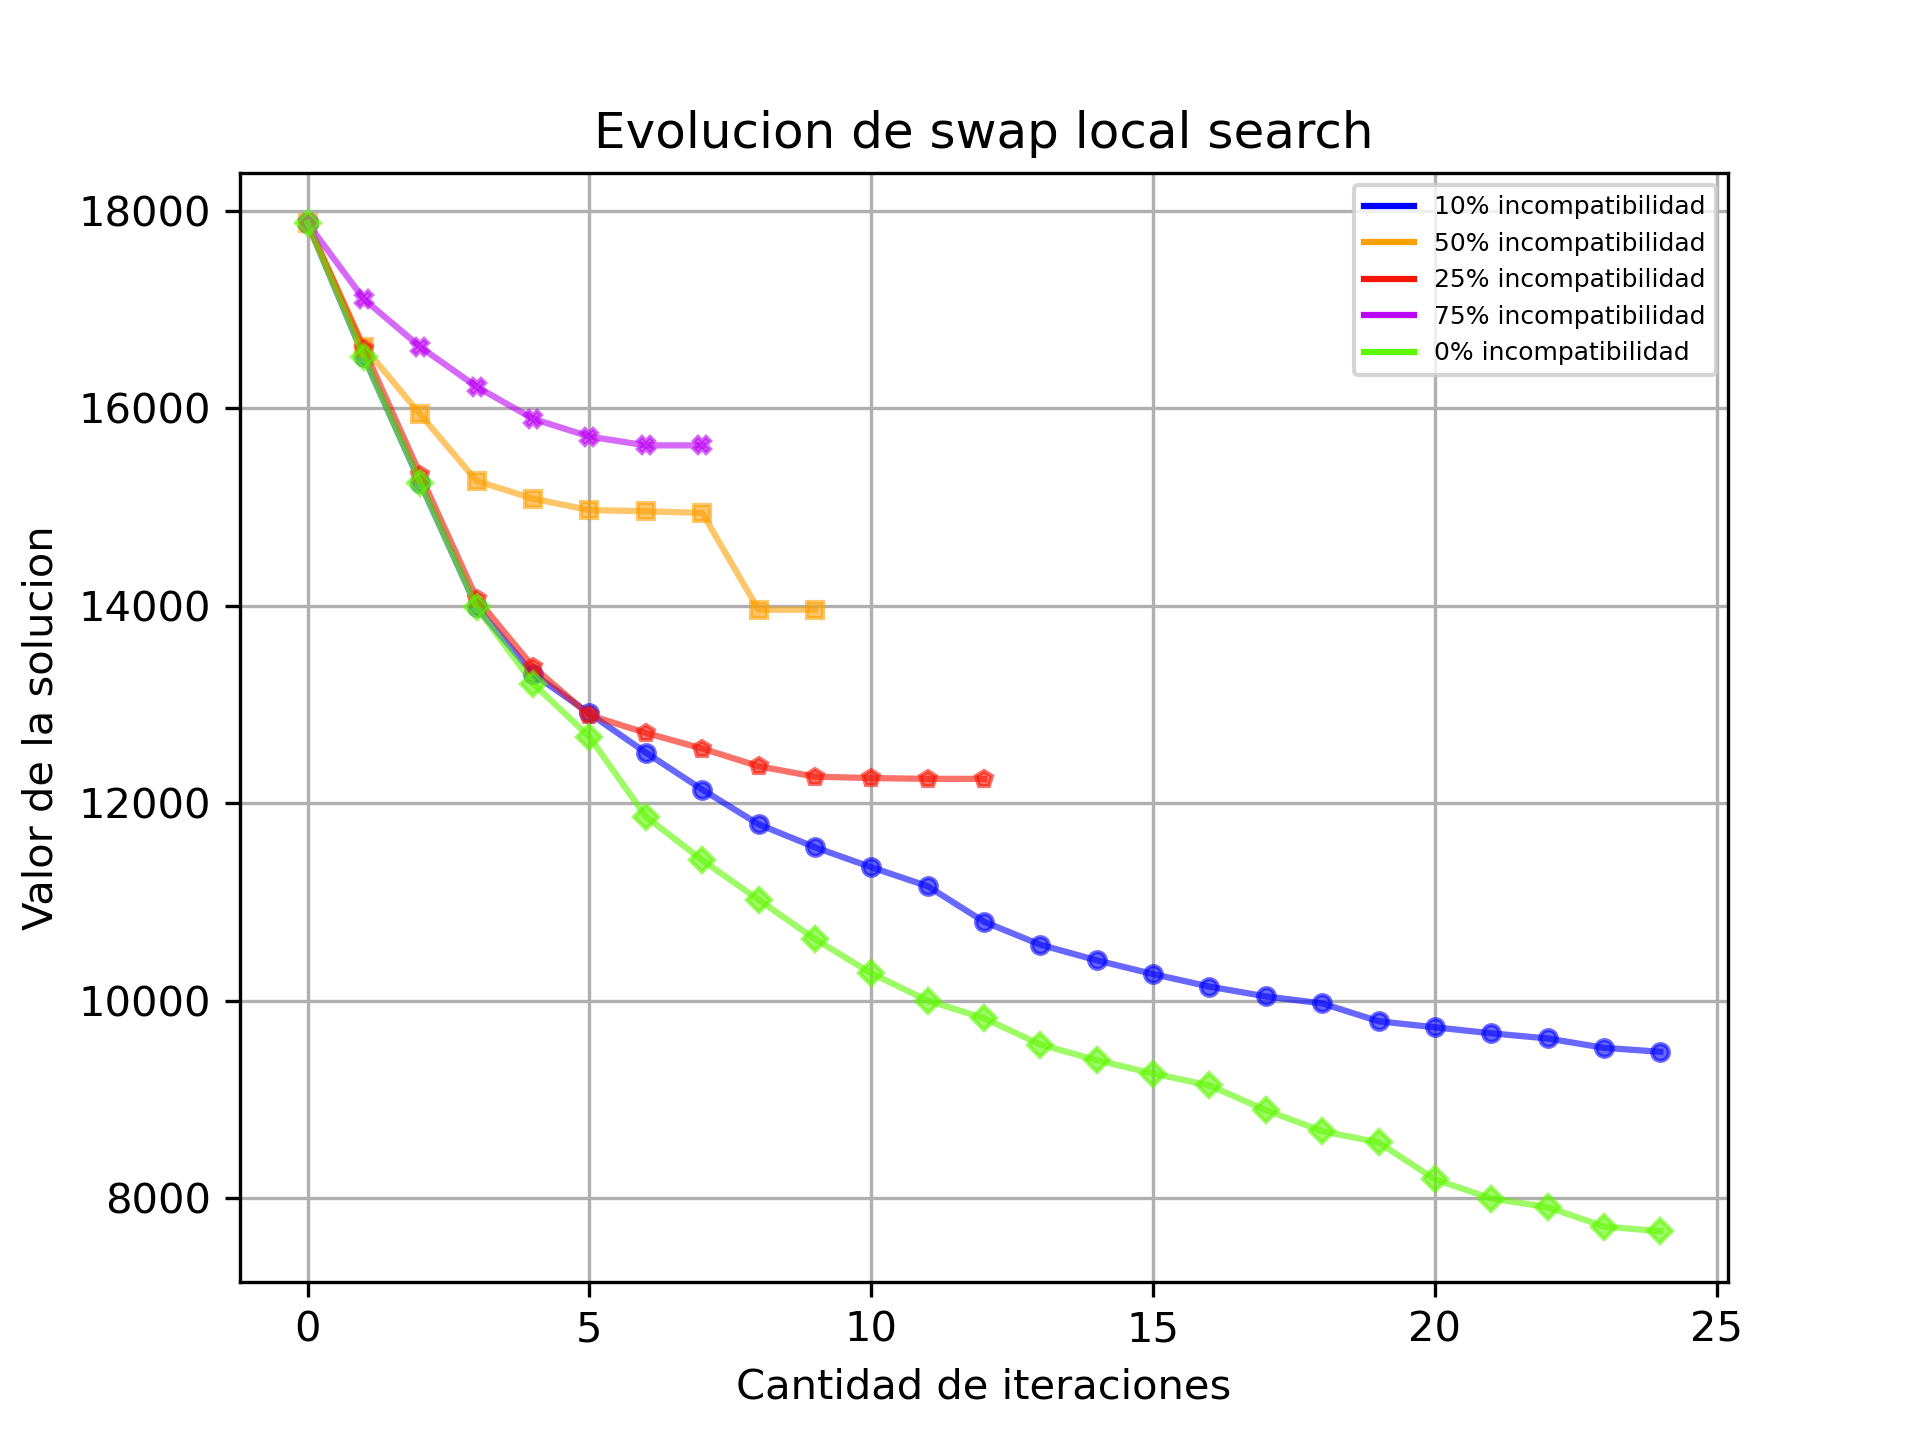 Evolucion de swap local search
18000
16000
14000
12000
10000
8000
Valor de la solucion
10% incompatibilidad
50% incompatibilidad
25% incompatibilidad
75% incompatibilidad
0% incompatibilidad
0 5 10 15 20 25
Cantidad de iteraciones